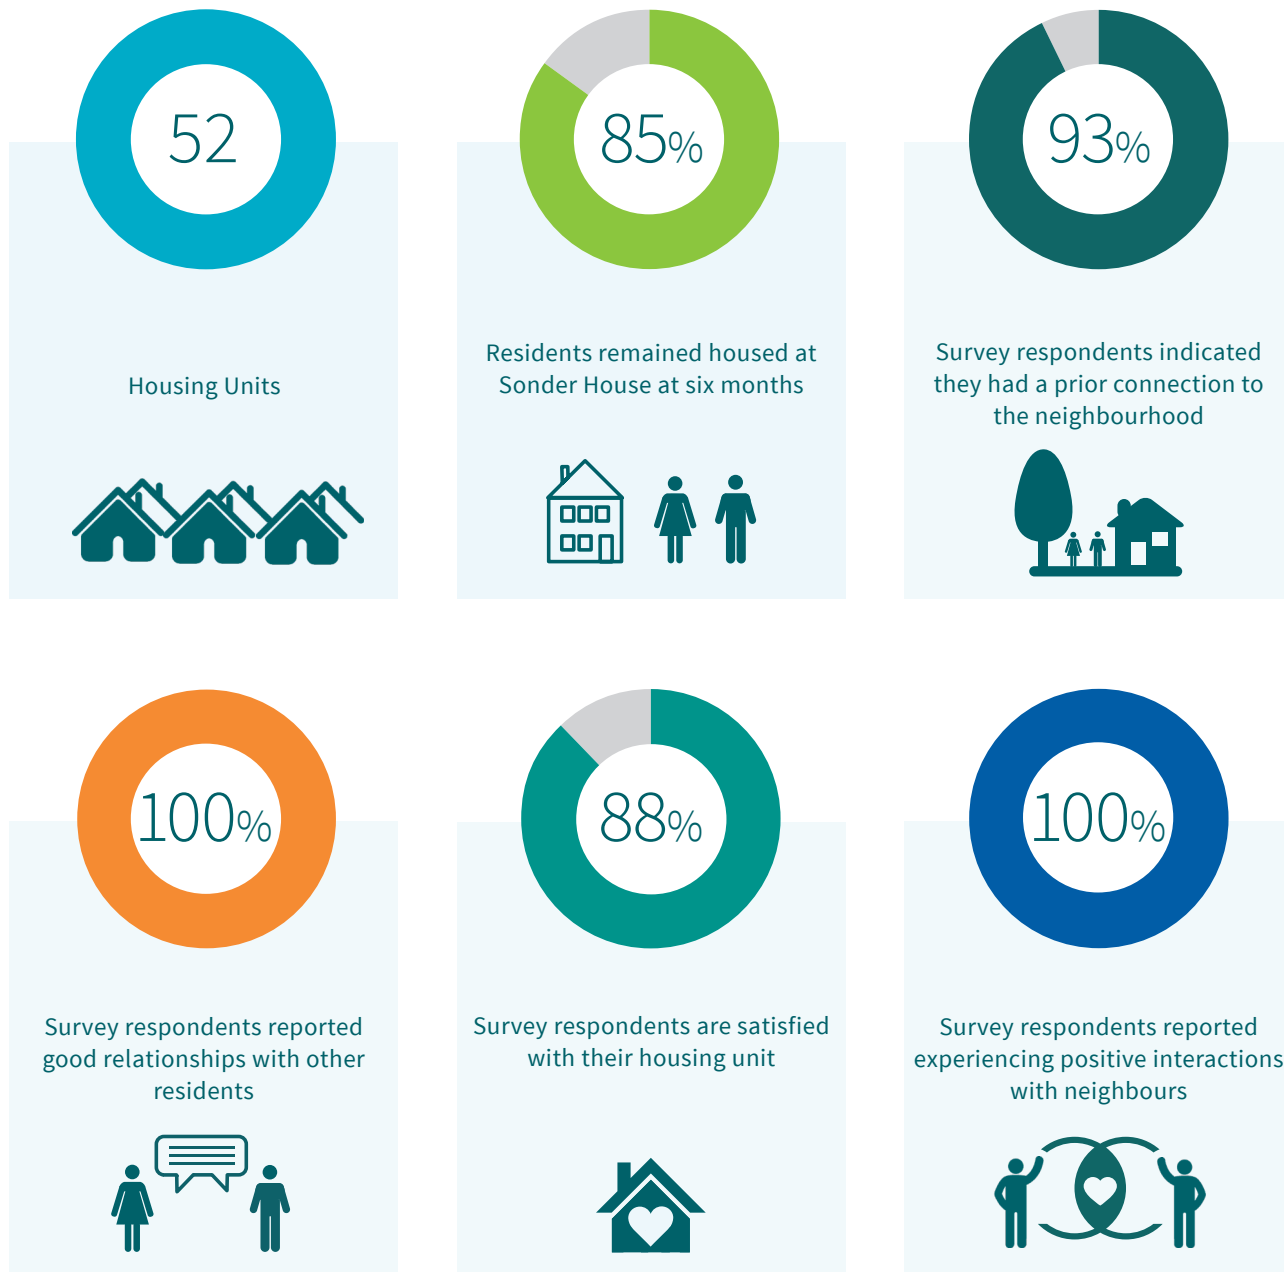 52
Housing Units
85%
Residents remained housed at
Sonder House at six months
93%
Survey respondents indicated
they had a prior connection to
the neighbourhood
100%
Survey respondents reported
good relationships with other
residents
88%
Survey respondents are satisfied
with their housing unit
100%
Survey respondents reported
experiencing positive interactions
with neighbours